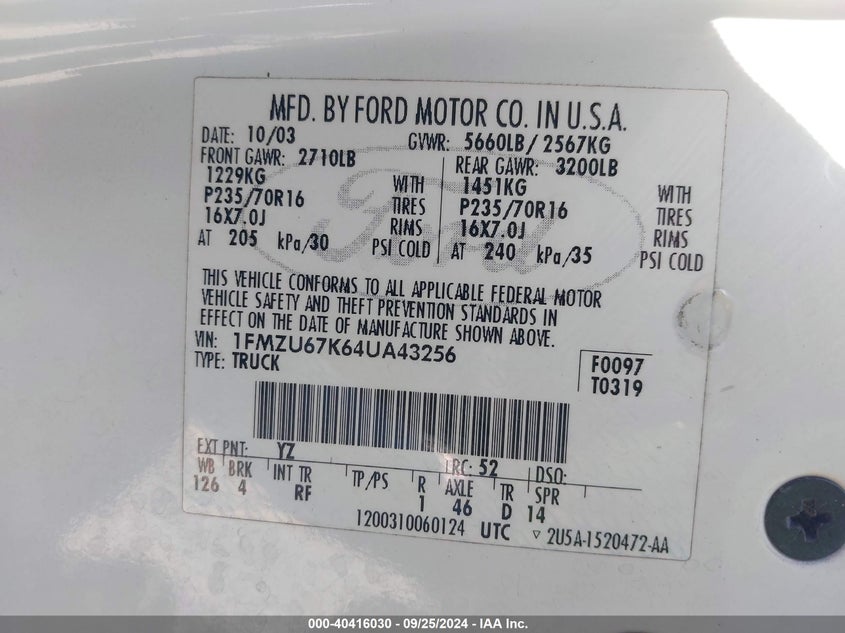 MFD. BY FORD MOTOR CO. IN U.S.A.
DATE: 10/03 GVWR: 5660LB / 2567KG
FRONT GAWR: 2710LB REAR GAWR: 3200LB
1229KG WITH 1451KG WITH
P235/70R16 TIRES P235/70R16 TIRES
16X7.0J RIMS 16X7.0J RIMS
AT 205 kPa/30 PSI COLD AT 240 kPa/35 PSI COLD
Ford
THIS VEHICLE CONFORMS TO ALL APPLICABLE FEDERAL MOTOR
VEHICLE SAFETY AND THEFT PREVENTION STANDARDS IN
EFFECT ON THE DATE OF MANUFACTURE SHOWN ABOVE.
VIN: 1FMZU67K64UA43256
TYPE: TRUCK
F0097
T0319
EXT PNT: YZ RC: 52 DSO:
WB BRK INT TR TP/PS R AXLE TR SPR
126 4 RF 1 46 D 14
1200310060124 UTC ▽ 2U5A-1520472-AA
000-40416030 - 09/25/2024 - IAA Inc.